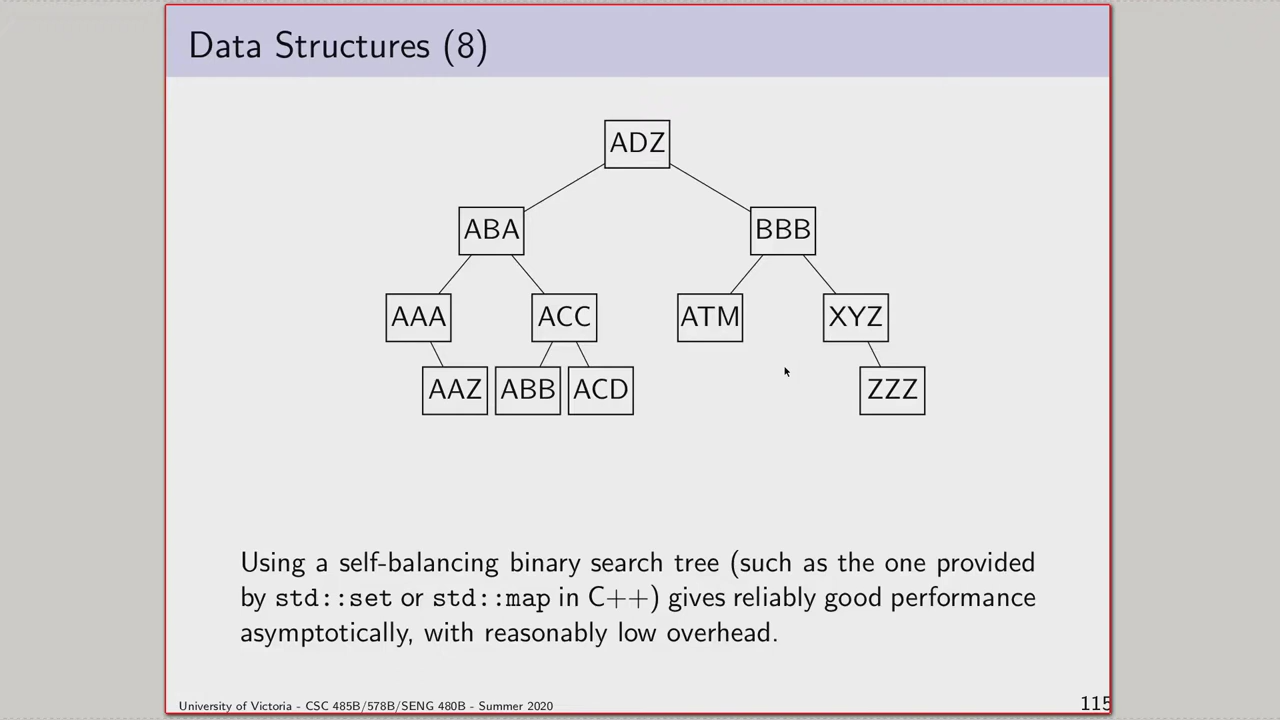 Data Structures (8)
ADZ
ABA BBB
AAA ACC ATM XYZ
AAZ ABB ACD ZZZ
Using a self-balancing binary search tree (such as the one provided
by std::set or std::map in C++) gives reliably good performance
asymptotically, with reasonably low overhead.
University of Victoria - CSC 485B/578B/SENG 480B - Summer 2020
115